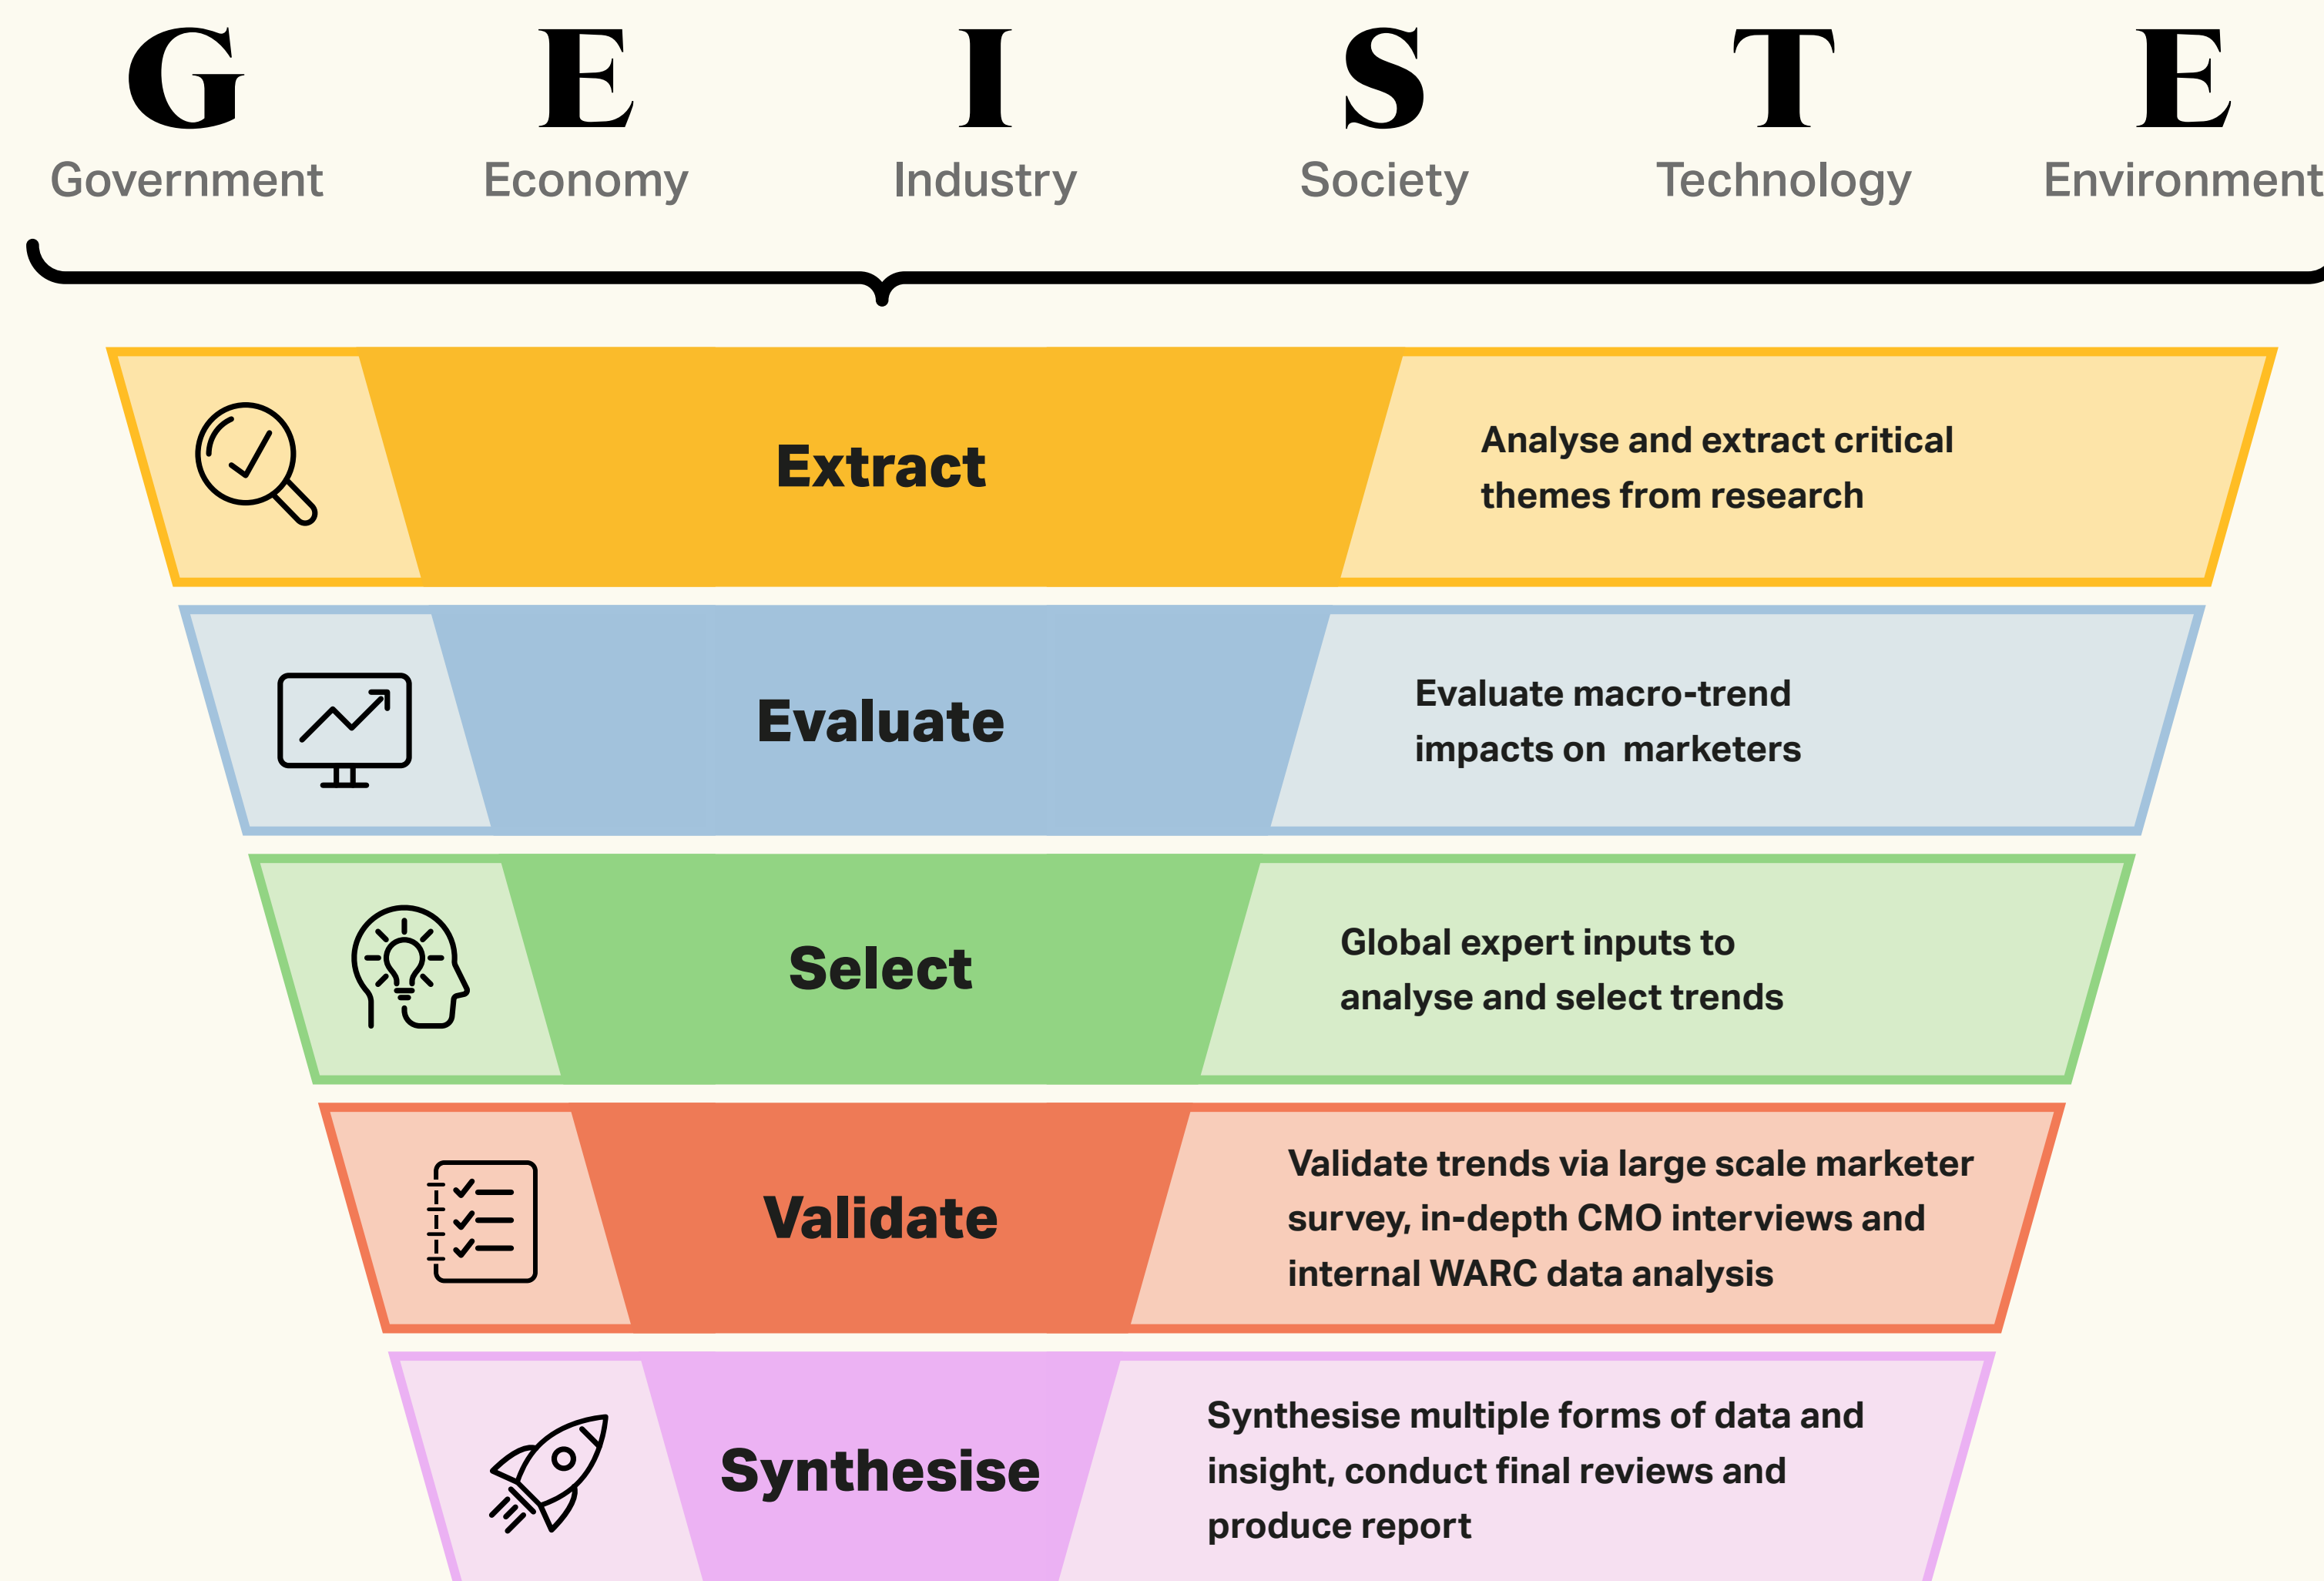 G E I S T E
Government Economy Industry Society Technology Environment
Extract
Analyse and extract critical
themes from research
Evaluate
Evaluate macro-trend
impacts on  marketers
Select
Global expert inputs to
analyse and select trends
Validate
Validate trends via large scale marketer
survey, in-depth CMO interviews and
internal WARC data analysis
Synthesise
Synthesise multiple forms of data and
insight, conduct final reviews and
produce report